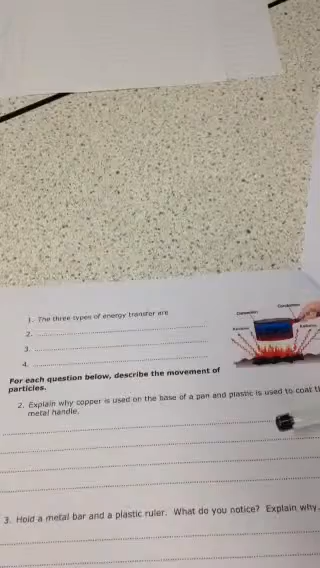 Conduction
Convection
Radiation
1. The three types of energy transfer are
2.
3.
4.
For each question below, describe the movement of
particles.
2. Explain why copper is used on the base of a pan and plastic is used to coat
metal handle.
3. Hold a metal bar and a plastic ruler. What do you notice? Explain why.